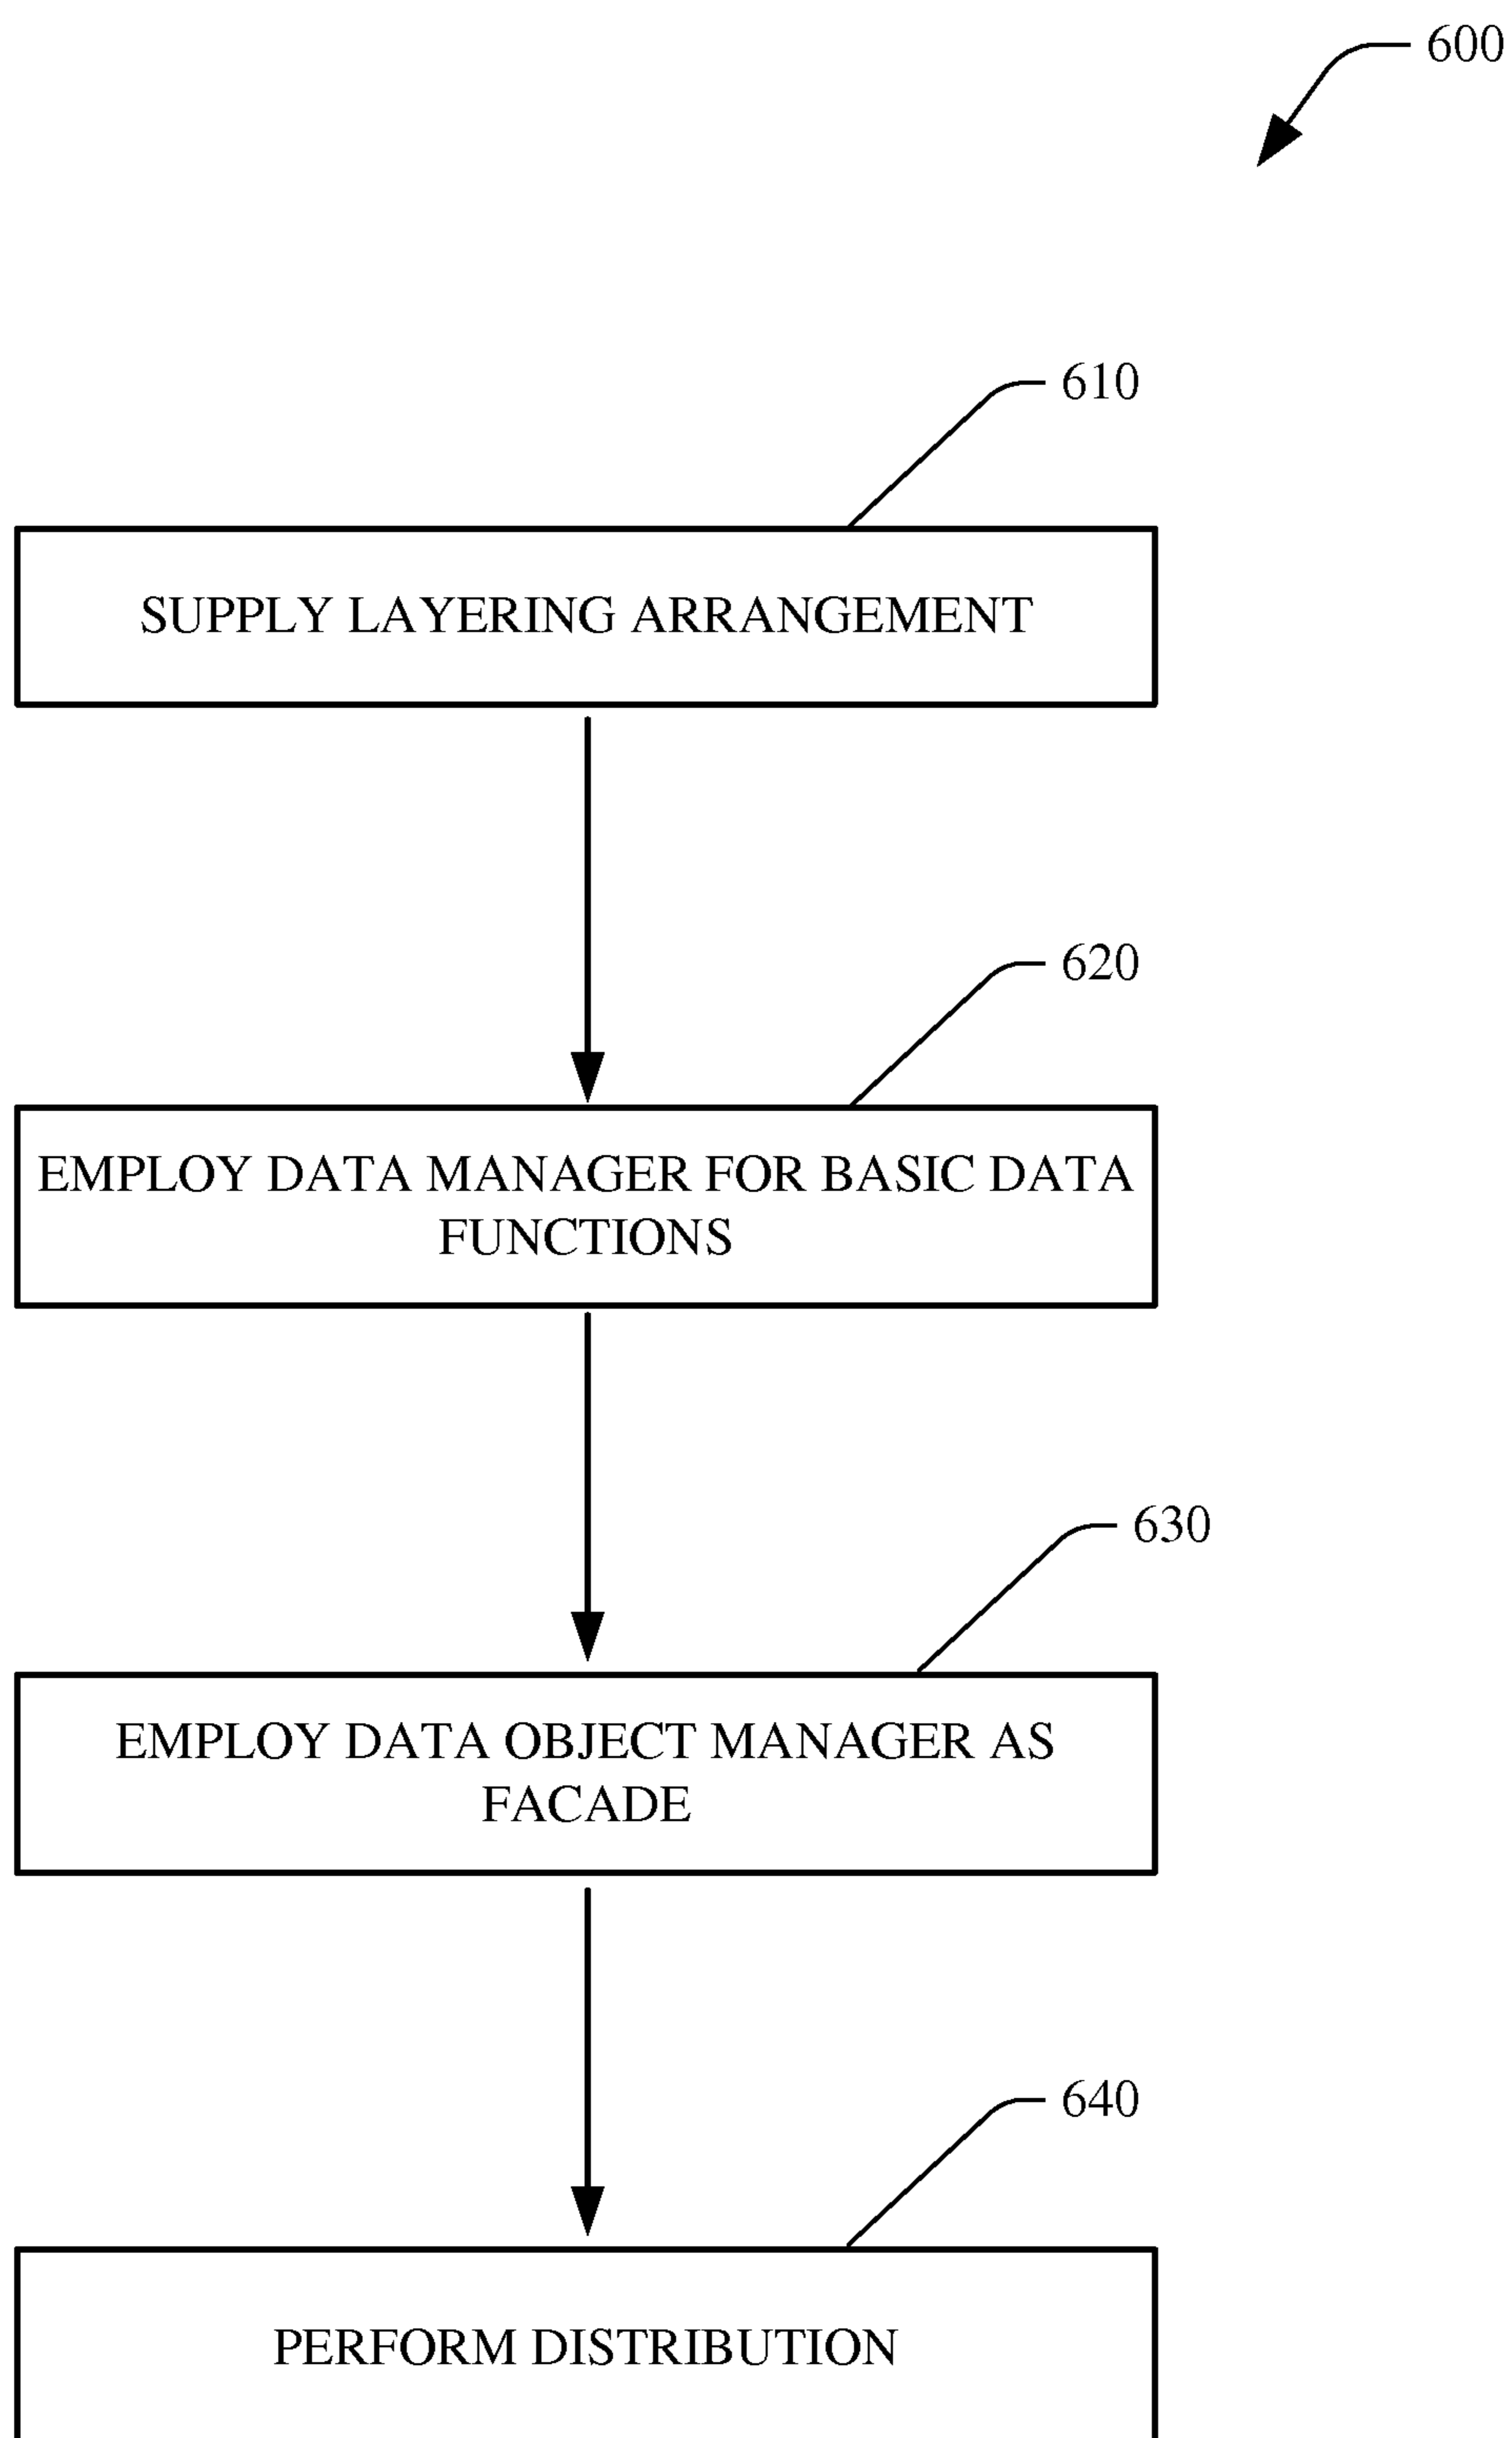 600
610
SUPPLY LAYERING ARRANGEMENT
620
EMPLOY DATA MANAGER FOR BASIC DATA
FUNCTIONS
630
EMPLOY DATA OBJECT MANAGER AS
FACADE
640
PERFORM DISTRIBUTION